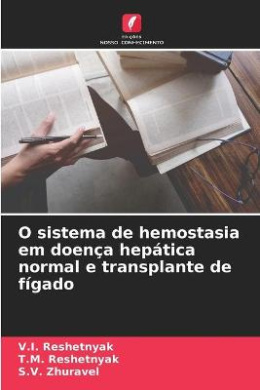 edições
NOSSO CONHECIMENTO
O sistema de hemostasia
em doença hepática
normal e transplante de
fígado
V.I. Reshetnyak
T.M. Reshetnyak
S.V. Zhuravel